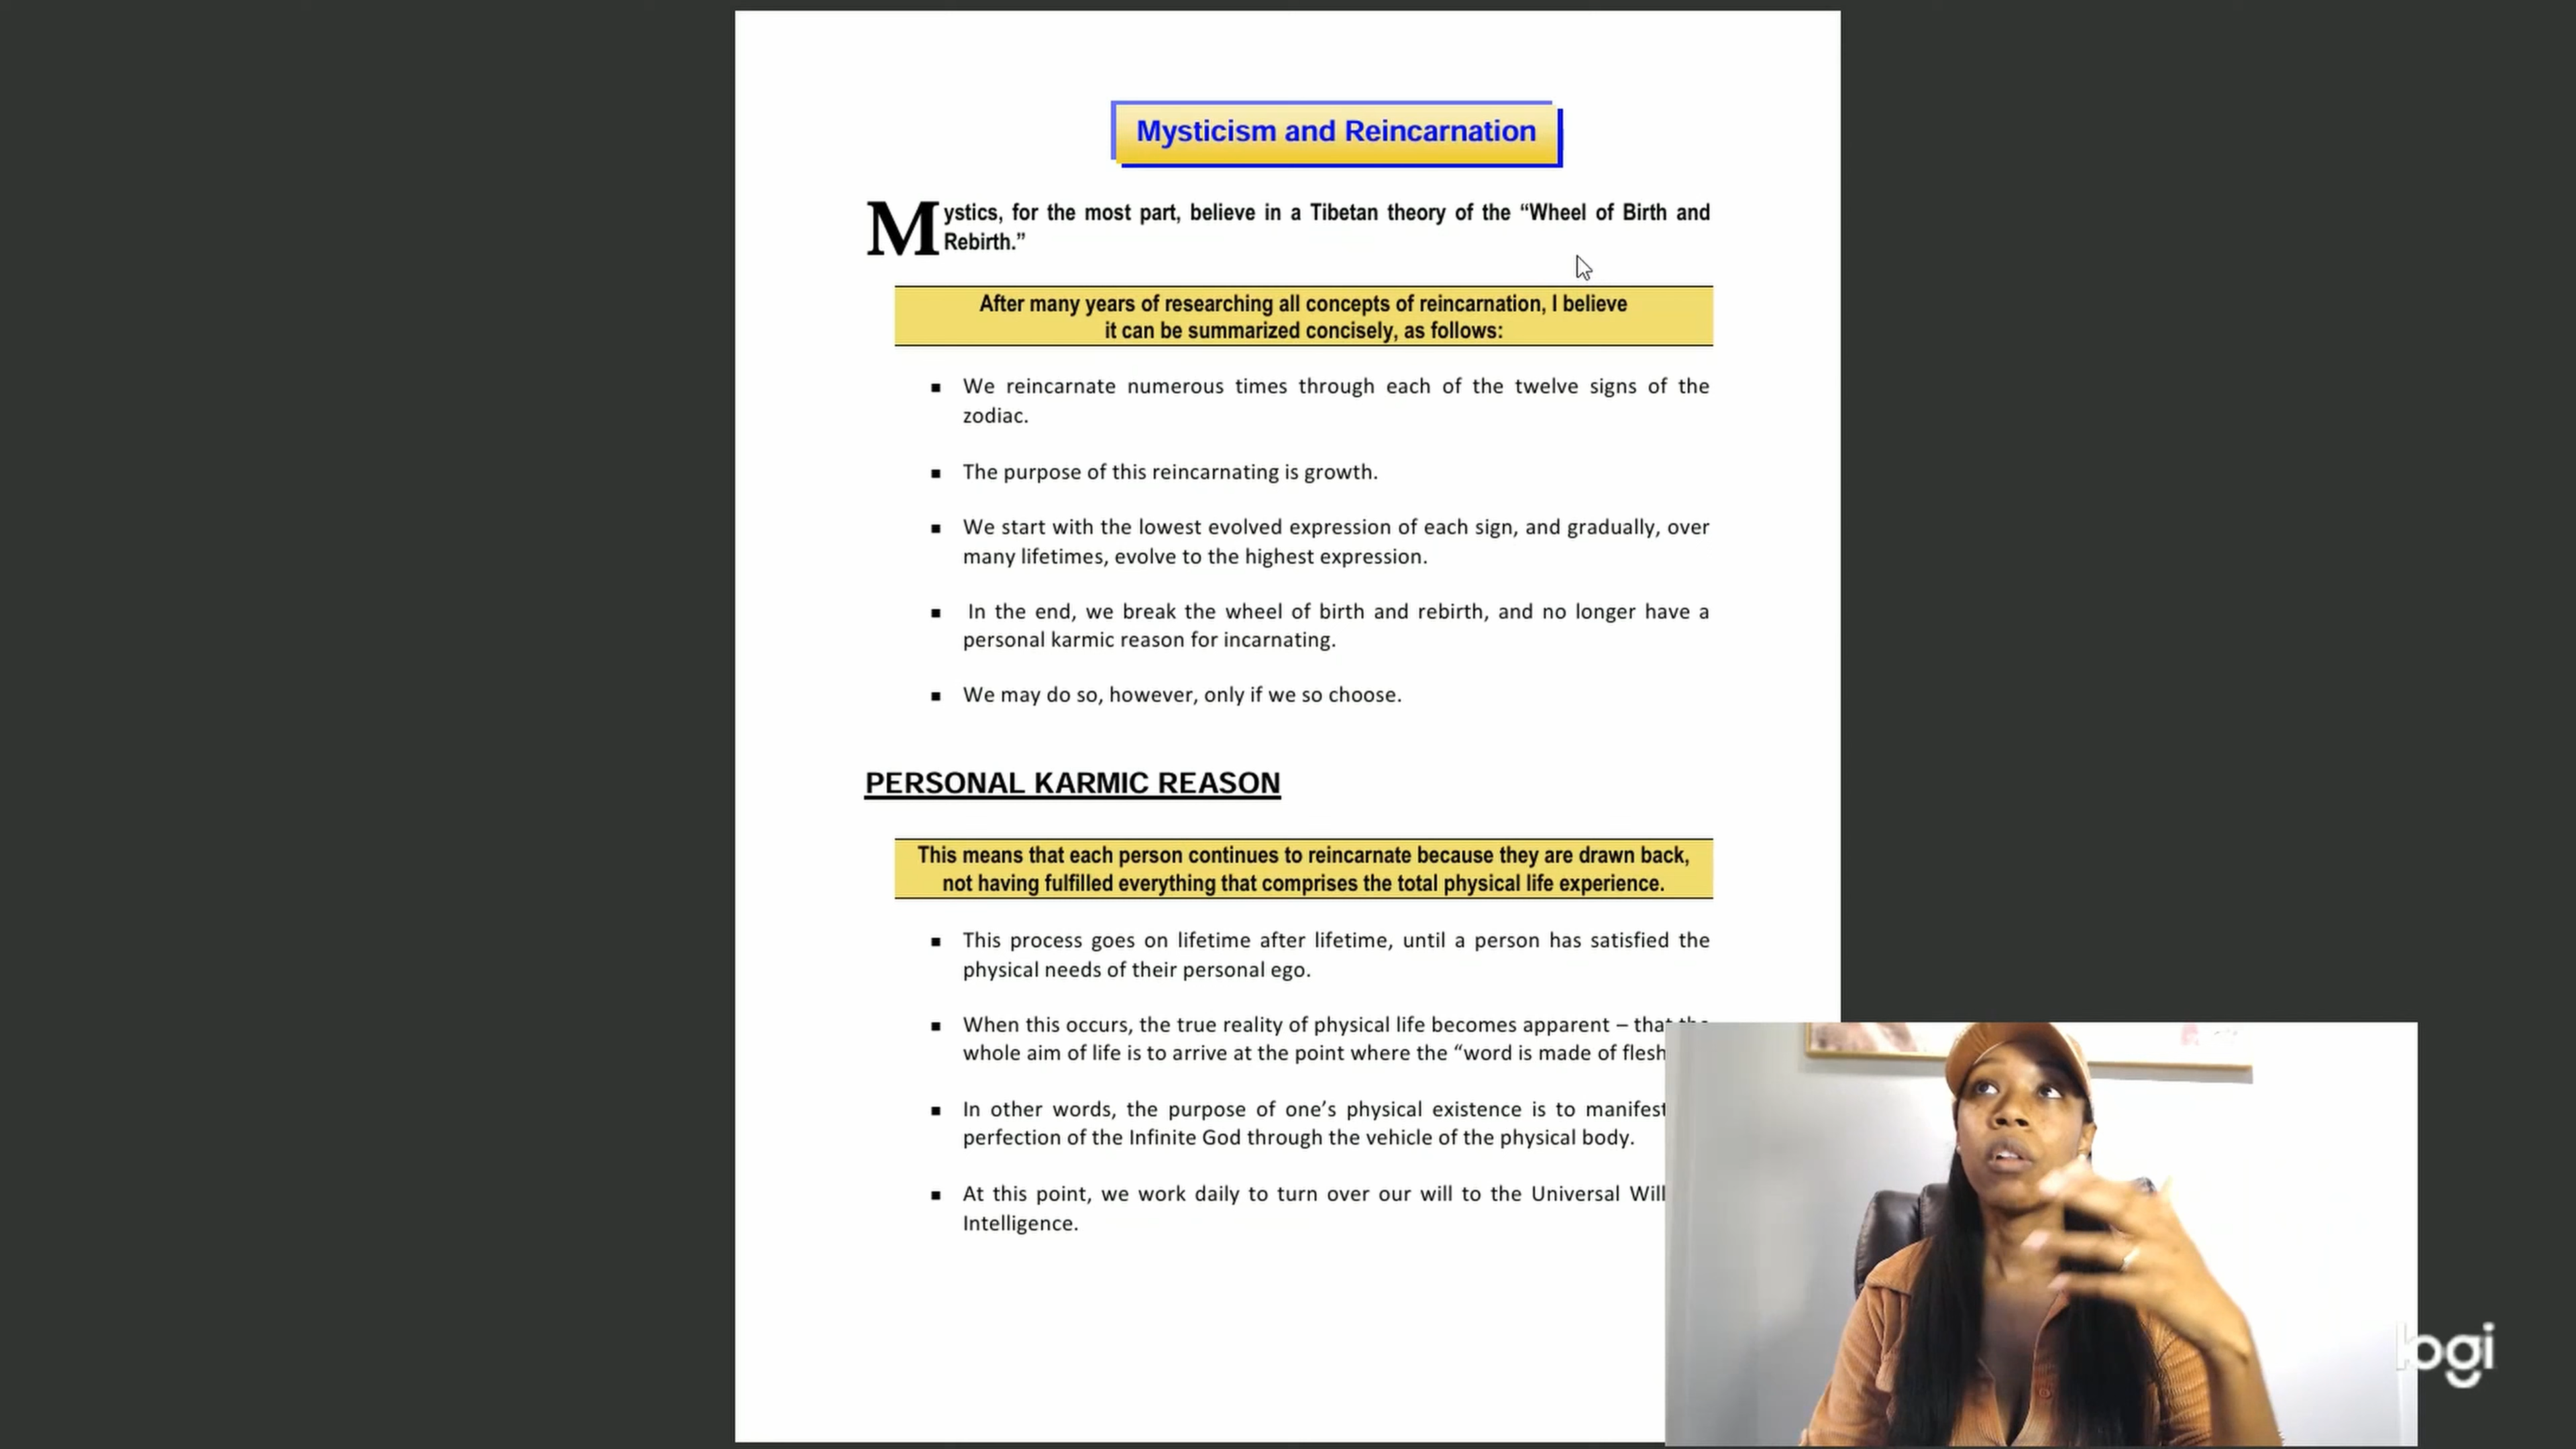 Mysticism and Reincarnation
Mystics, for the most part, believe in a Tibetan theory of the “Wheel of Birth and
Rebirth.”
After many years of researching all concepts of reincarnation, I believe
it can be summarized concisely, as follows:
▪ We reincarnate numerous times through each of the twelve signs of the
zodiac.
▪ The purpose of this reincarnating is growth.
▪ We start with the lowest evolved expression of each sign, and gradually, over
many lifetimes, evolve to the highest expression.
▪ In the end, we break the wheel of birth and rebirth, and no longer have a
personal karmic reason for incarnating.
▪ We may do so, however, only if we so choose.
PERSONAL KARMIC REASON
This means that each person continues to reincarnate because they are drawn back,
not having fulfilled everything that comprises the total physical life experience.
▪ This process goes on lifetime after lifetime, until a person has satisfied the
physical needs of their personal ego.
▪ When this occurs, the true reality of physical life becomes apparent – that the
whole aim of life is to arrive at the point where the “word is made of flesh
▪ In other words, the purpose of one’s physical existence is to manifest
perfection of the Infinite God through the vehicle of the physical body.
▪ At this point, we work daily to turn over our will to the Universal Will
Intelligence.
logi